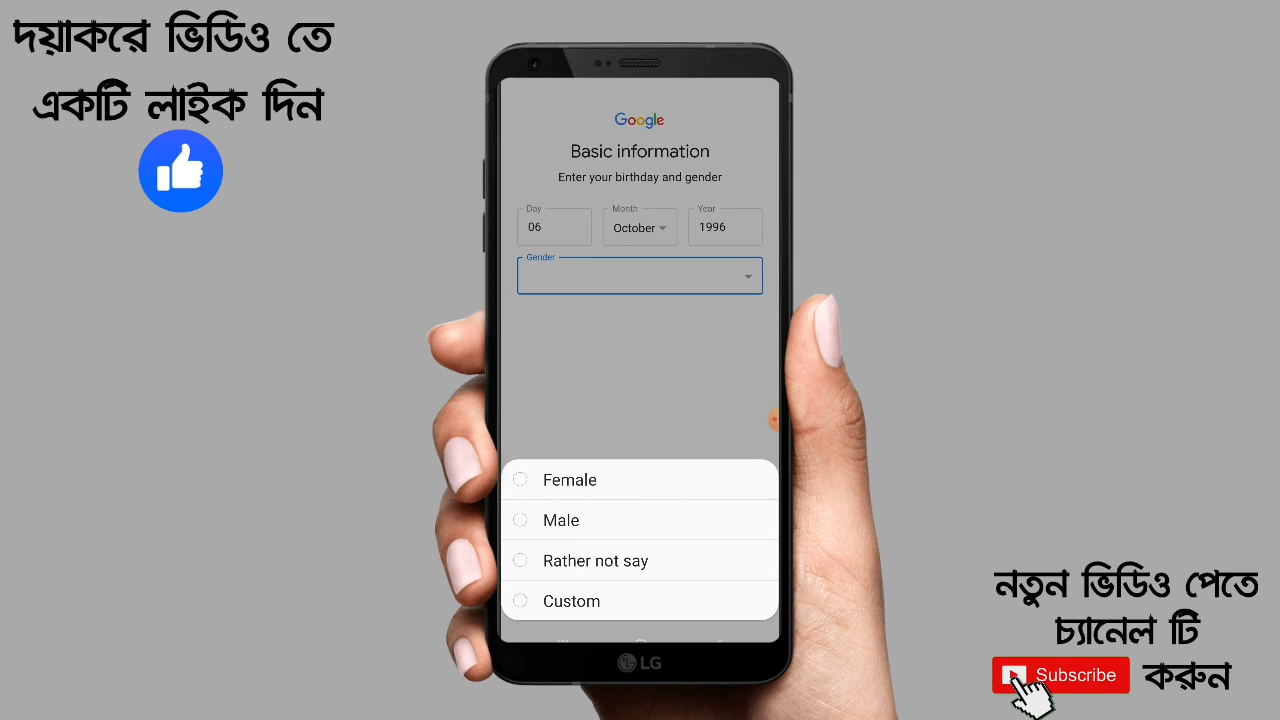 দয়াকরে ভিডিও তে
একটি লাইক দিন
Google
Basic information
Enter your birthday and gender
Day
Month
Year
06
October
1996
Gender
Female
Male
Rather not say
Custom
LG
নতুন ভিডিও পেতে
চ্যানেল টি
Subscribe করুন